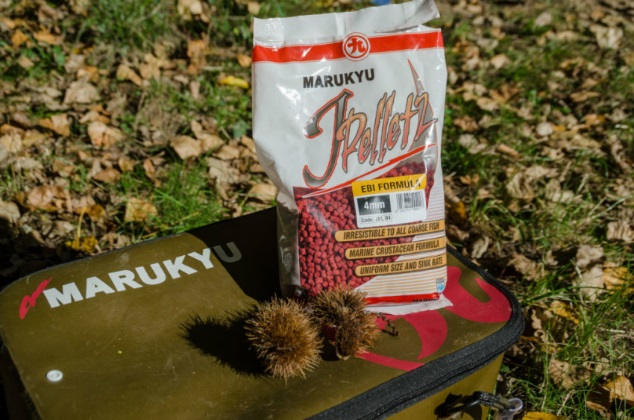 九
MARUKYU
JPelletz
EBI FORMULA
4mm
IRRESISTIBLE TO ALL COARSE FISH
MARINE CRUSTACEAN FORMULA
UNIFORM SIZE AND SINK RATE
MARUKYU